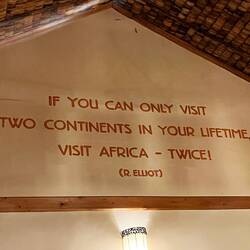 IF YOU CAN ONLY VISIT
TWO CONTINENTS IN YOUR LIFETIME,
VISIT AFRICA - TWICE!
(R. ELLIOT)